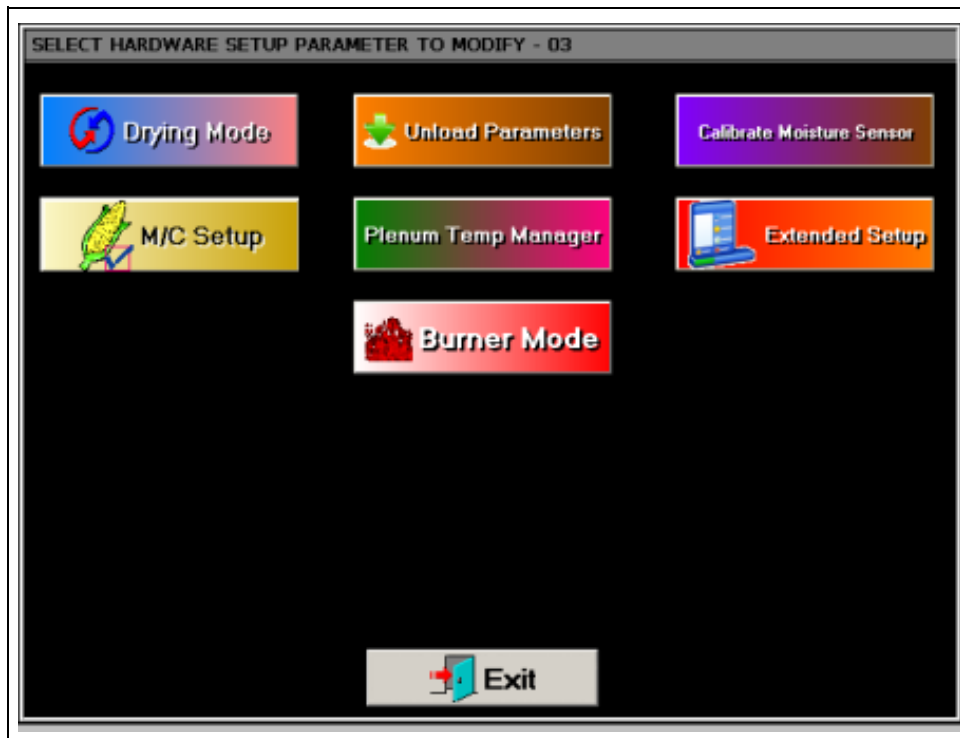 SELECT HARDWARE SETUP PARAMETER TO MODIFY - 03
Drying Mode
Unload Parameters
Calibrate Moisture Sensor
M/C Setup
Plenum Temp Manager
Extended Setup
Burner Mode
Exit